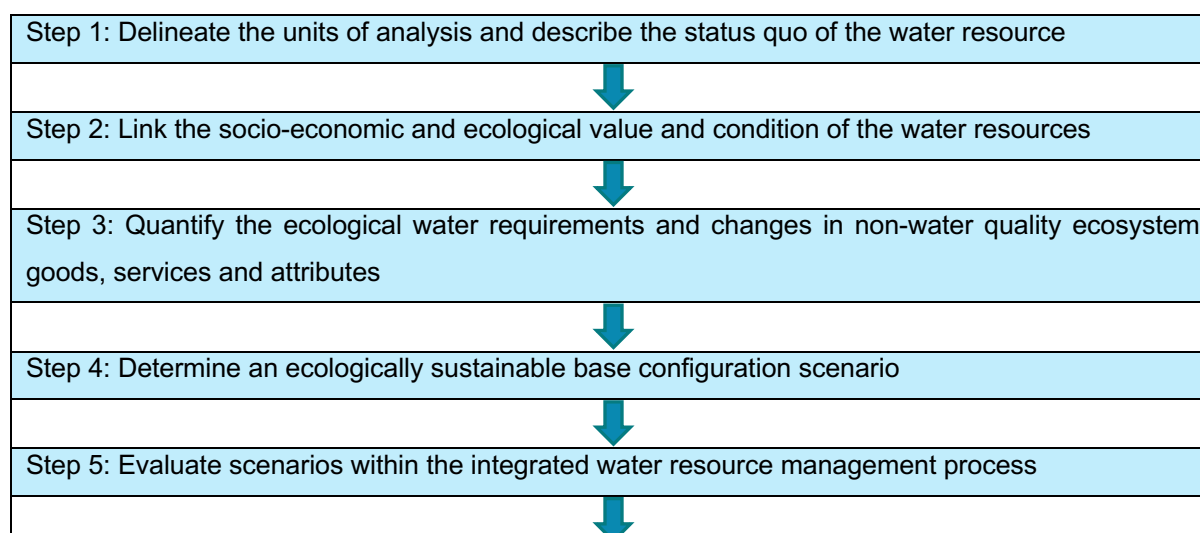 Step 1: Delineate the units of analysis and describe the status quo of the water resource
Step 2: Link the socio-economic and ecological value and condition of the water resources
Step 3: Quantify the ecological water requirements and changes in non-water quality ecosystem
goods, services and attributes
Step 4: Determine an ecologically sustainable base configuration scenario
Step 5: Evaluate scenarios within the integrated water resource management process